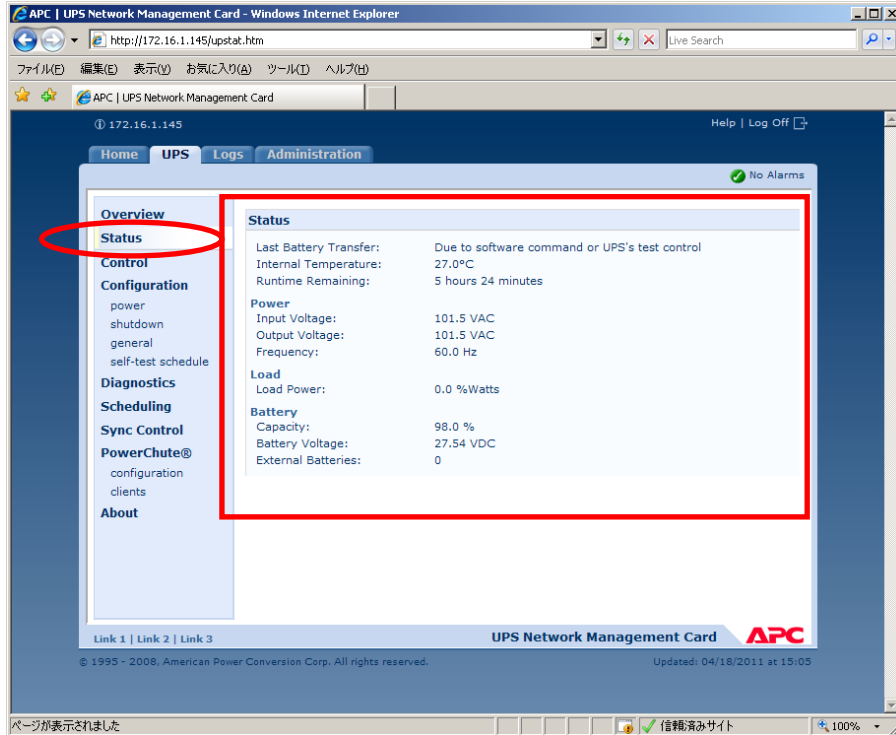 APC | UPS Network Management Card - Windows Internet Explorer
http://172.16.1.145/upstat.htm
Live Search
ファイル(F) 編集(E) 表示(V) お気に入り(A) ツール(T) ヘルプ(H)
APC | UPS Network Management Card
172.16.1.145
Help | Log Off
Home UPS Logs Administration
No Alarms
Overview
Status
Control
Configuration
power
shutdown
general
self-test schedule
Diagnostics
Scheduling
Sync Control
PowerChute®
configuration
clients
About
Status
Last Battery Transfer: Due to software command or UPS's test control
Internal Temperature: 27.0°C
Runtime Remaining: 5 hours 24 minutes
Power
Input Voltage: 101.5 VAC
Output Voltage: 101.5 VAC
Frequency: 60.0 Hz
Load
Load Power: 0.0 %Watts
Battery
Capacity: 98.0 %
Battery Voltage: 27.54 VDC
External Batteries: 0
Link 1 | Link 2 | Link 3
UPS Network Management Card APC
© 1995 - 2008, American Power Conversion Corp. All rights reserved.
Updated: 04/18/2011 at 15:05
ページが表示されました
信頼済みサイト
100%